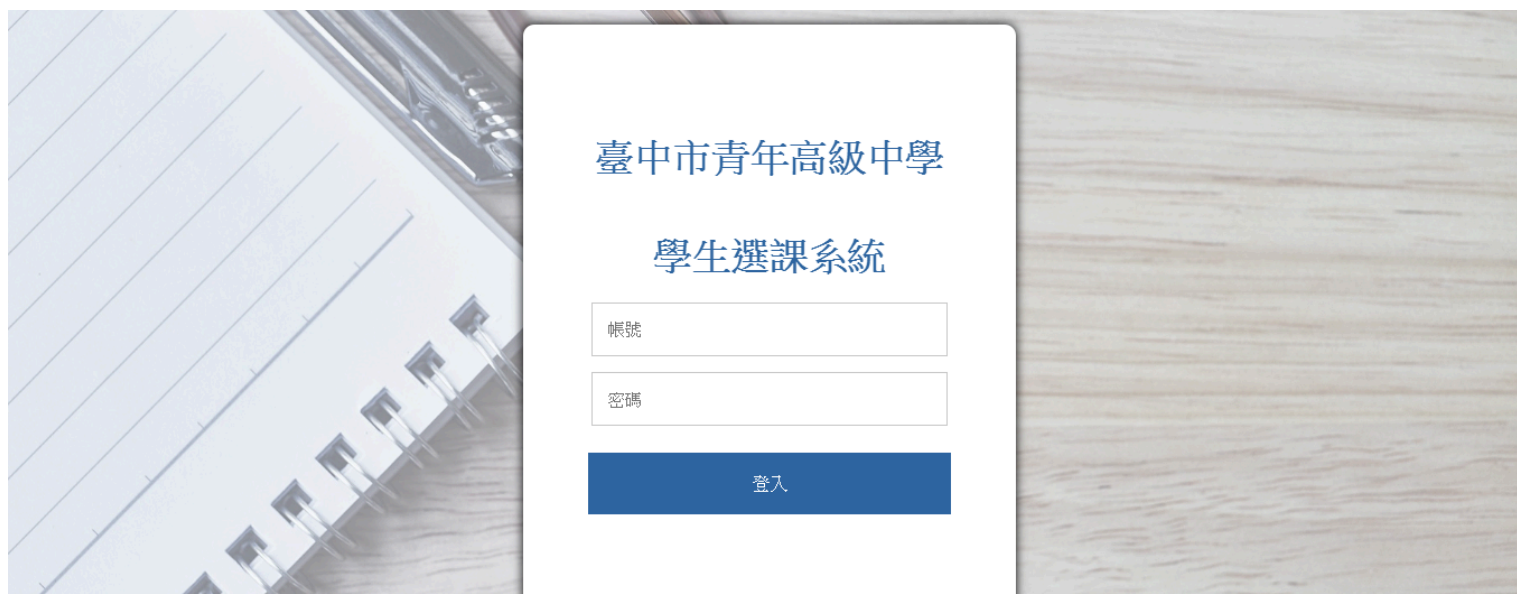 臺中市青年高級中學
學生選課系統
帳號
密碼
登入